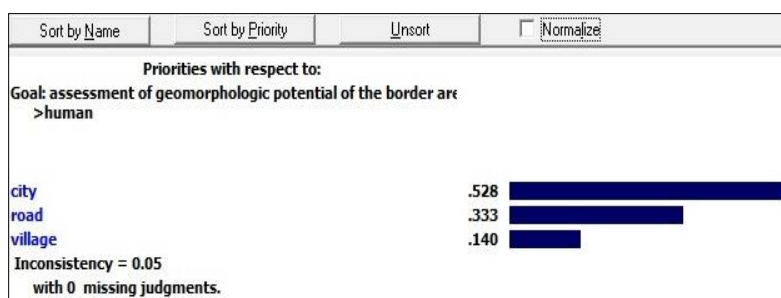 Sort by Name Sort by Priority Unsort Normalize
Priorities with respect to:
Goal: assessment of geomorphologic potential of the border are
>human
city .528
road .333
village .140
Inconsistency = 0.05
with 0 missing judgments.